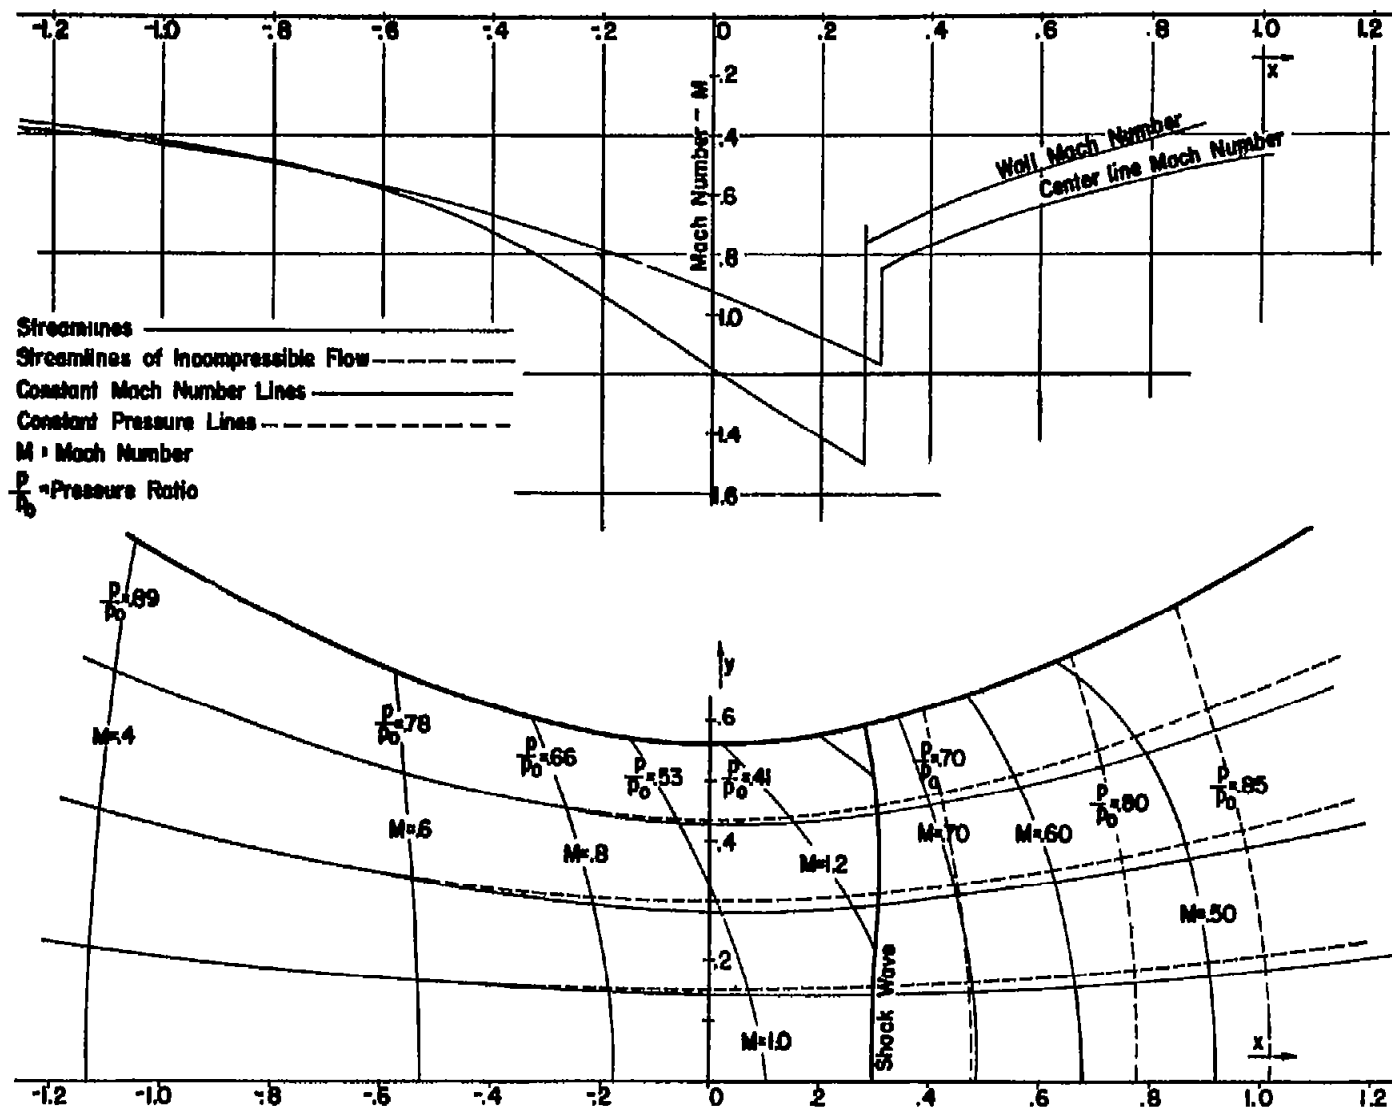 -1.2 -1.0 -.8 -.6 -.4 -.2 0 .2 .4 .6 .8 1.0 1.2
x
Mach Number - M
.2
.4
.6
.8
1.0
1.4
1.6
Wall Mach Number
Center line Mach Number
Streamlines
Streamlines of Incompressible Flow
Constant Mach Number Lines
Constant Pressure Lines
M = Mach Number
P/P0 = Pressure Ratio
P/P0=.89
y
.6
P/P0=.78
P/P0=.66
P/P0=.53
P/P0=.41
P/P0=.70
P/P0=.80
P/P0=.85
M=.4
M=.6
M=.8
.4
M=1.2
M=.70
M=.60
M=.50
.2
Shock Wave
M=1.0
x
-1.2 -1.0 -.8 -.6 -.4 -.2 0 .2 .4 .6 .8 1.0 1.2